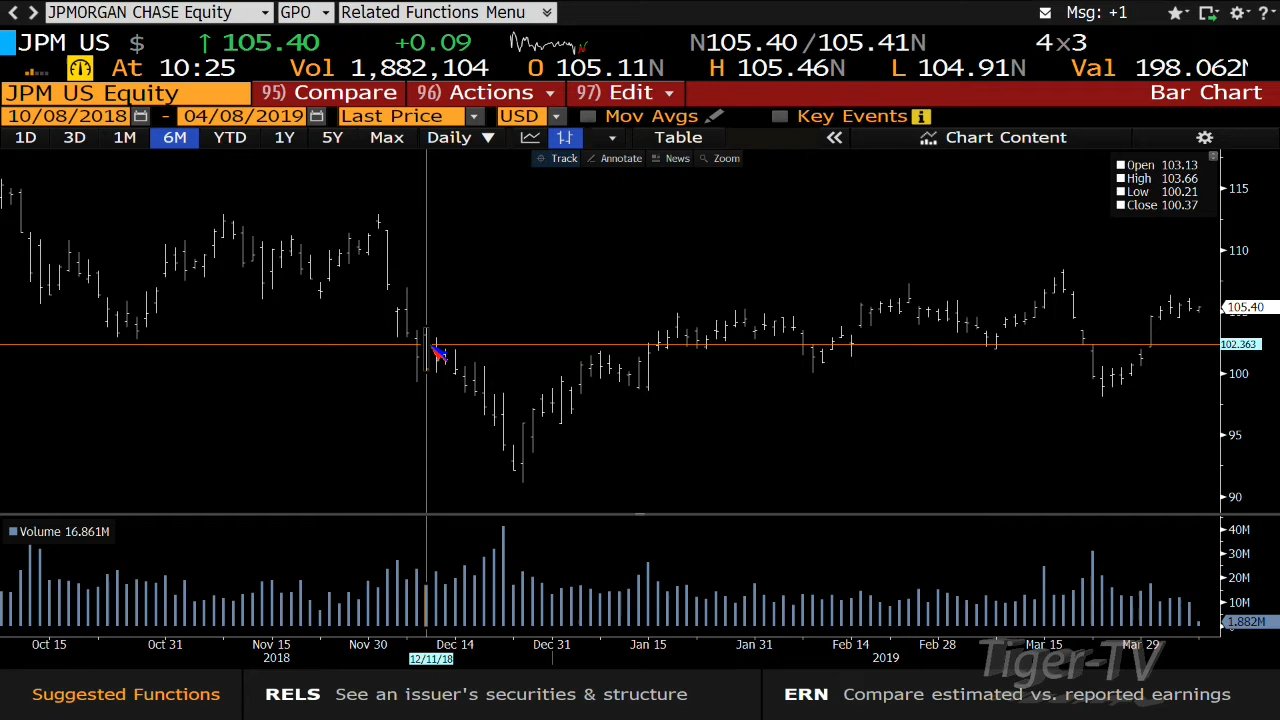 JPMORGAN CHASE Equity GPO Related Functions Menu Msg: +1 ?
JPM US $ ↑ 105.40 +0.09 N105.40 /105.41N 4x3
At 10:25 Vol 1,882,104 O 105.11N H 105.46N L 104.91N Val 198.062M
JPM US Equity 95) Compare 96) Actions 97) Edit Bar Chart
10/08/2018 - 04/08/2019 Last Price USD Mov Avgs Key Events
1D 3D 1M 6M YTD 1Y 5Y Max Daily ▼ Table « Chart Content
Track Annotate News Zoom
Open 103.13
High 103.66
Low 100.21
Close 100.37
115
110
105.40
102.363
100
95
90
Volume 16.861M
40M
30M
20M
10M
1.882M
Oct 15 Oct 31 Nov 15 Nov 30 Dec 14 Dec 31 Jan 15 Jan 31 Feb 14 Feb 28 Mar 15 Mar 29
2018 12/11/18 2019
Tiger-TV
Suggested Functions RELS See an issuer's securities & structure ERN Compare estimated vs. reported earnings